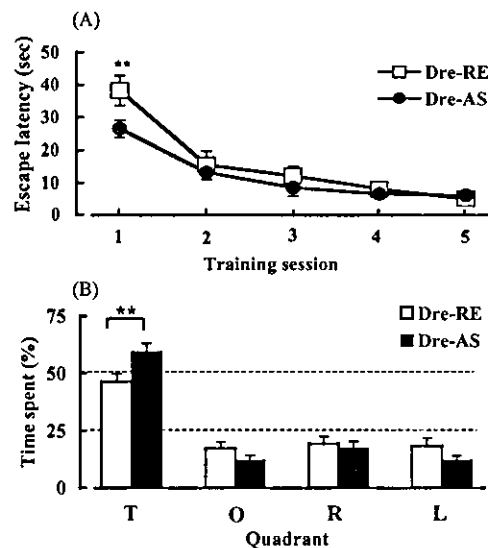 (A)
Escape latency (sec)
50
40
30
20
10
0
**
Dre-RE
Dre-AS
1 2 3 4 5
Training session
(B)
Time spent (%)
75
50
25
0
**
Dre-RE
Dre-AS
T O R L
Quadrant